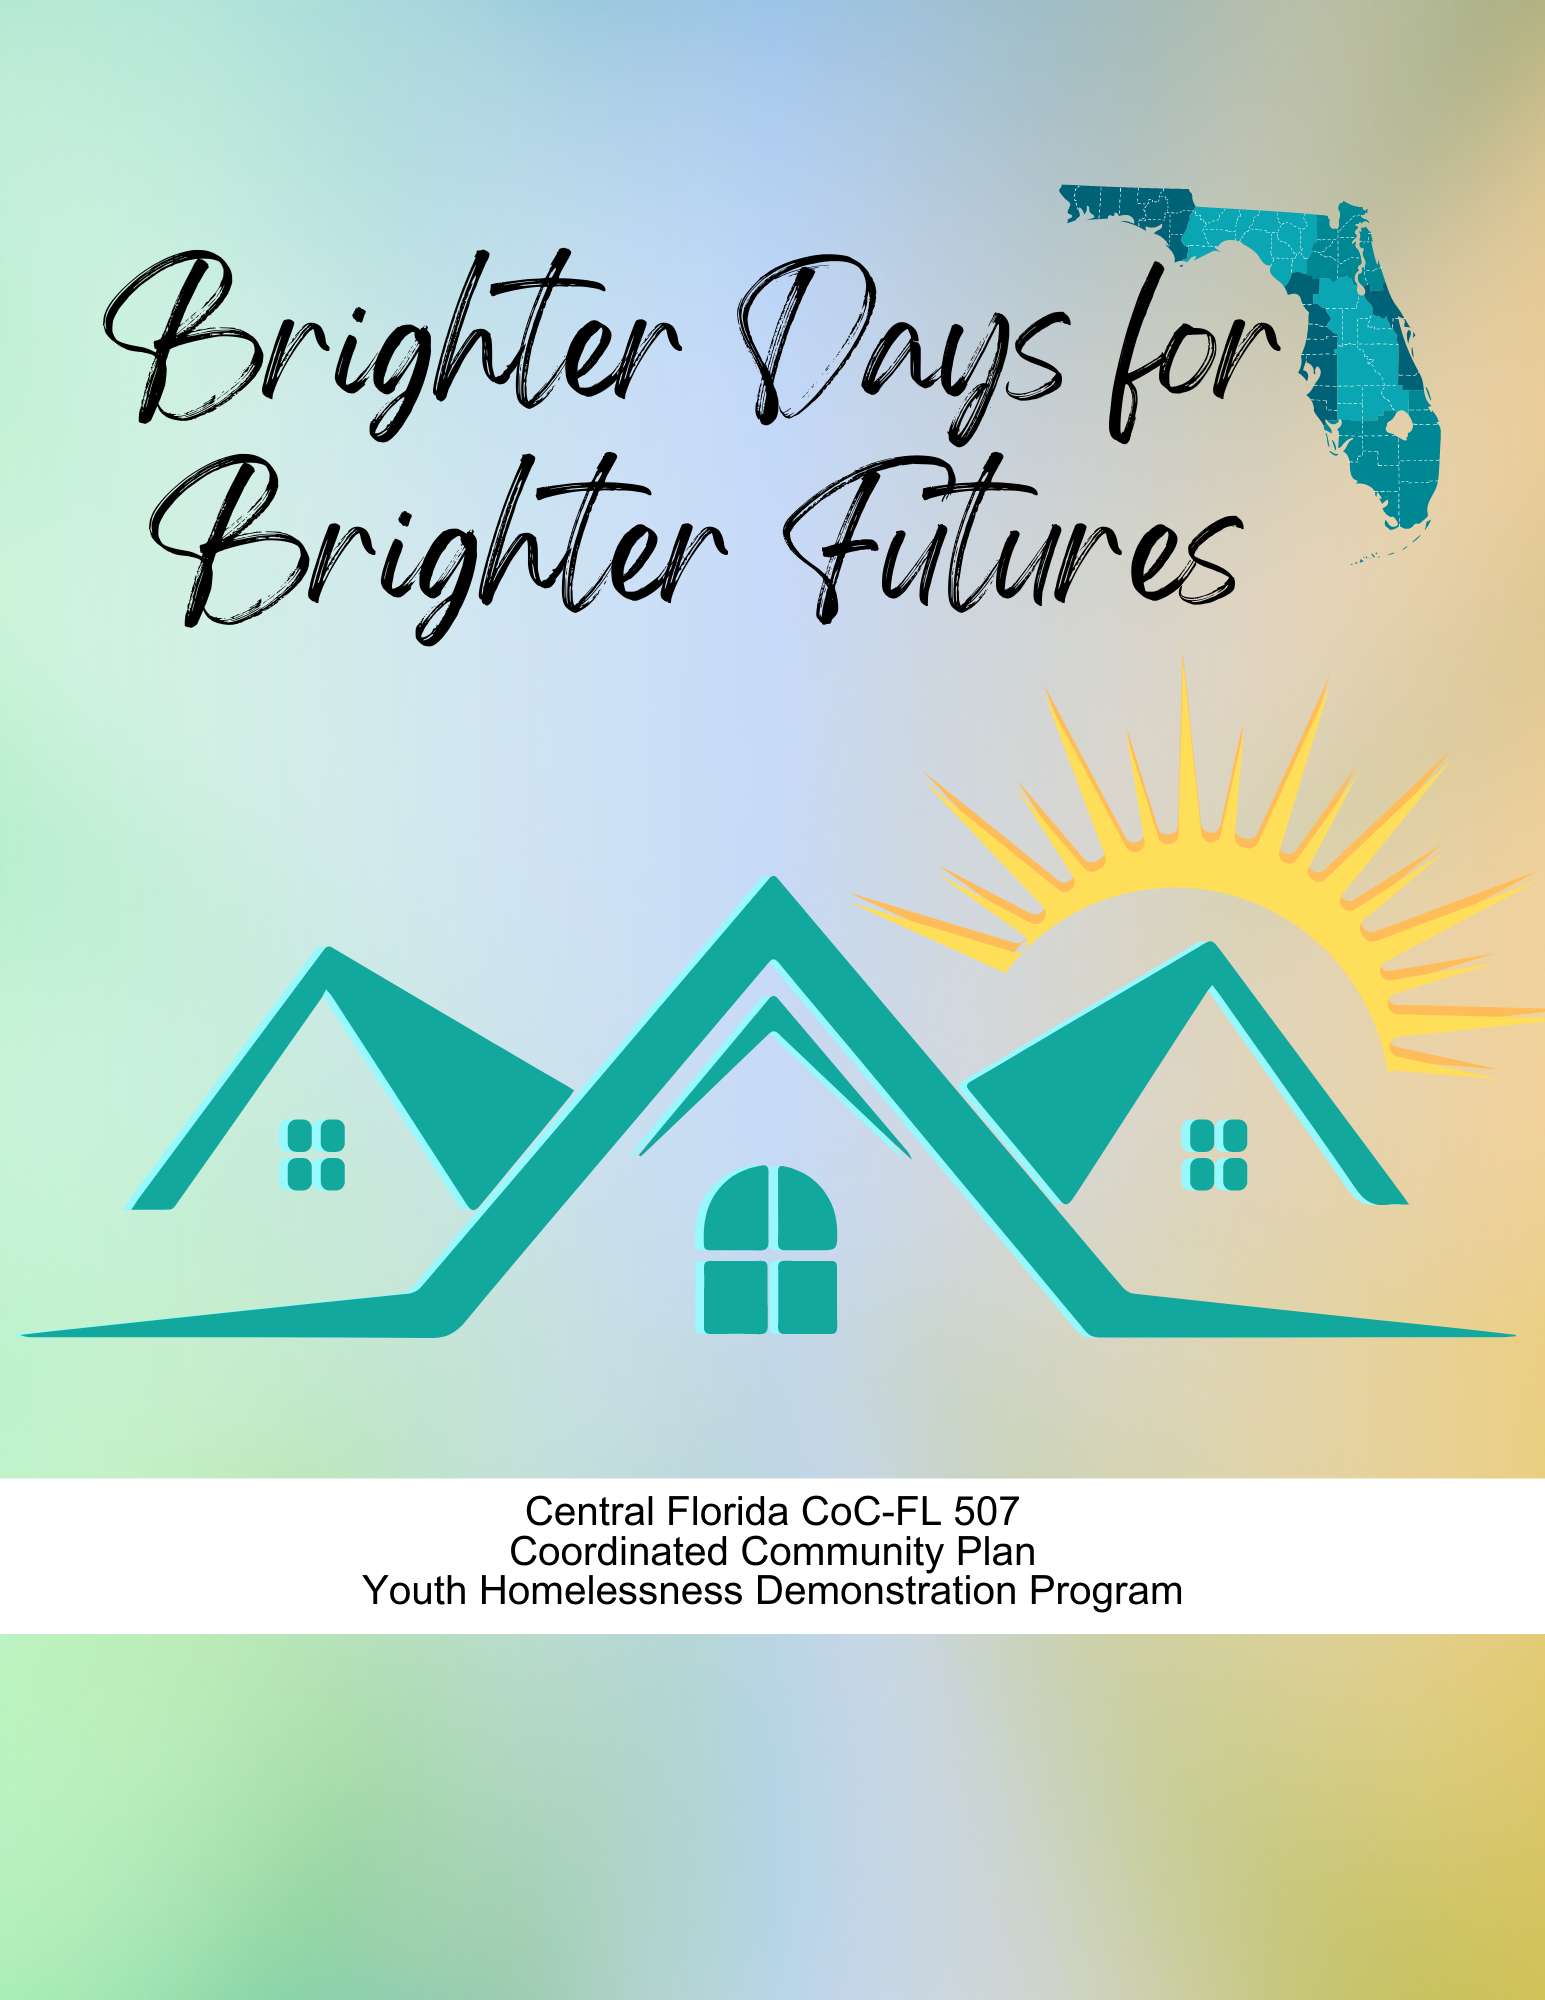 Brighter Days for
Brighter Futures
Central Florida CoC-FL 507
Coordinated Community Plan
Youth Homelessness Demonstration Program